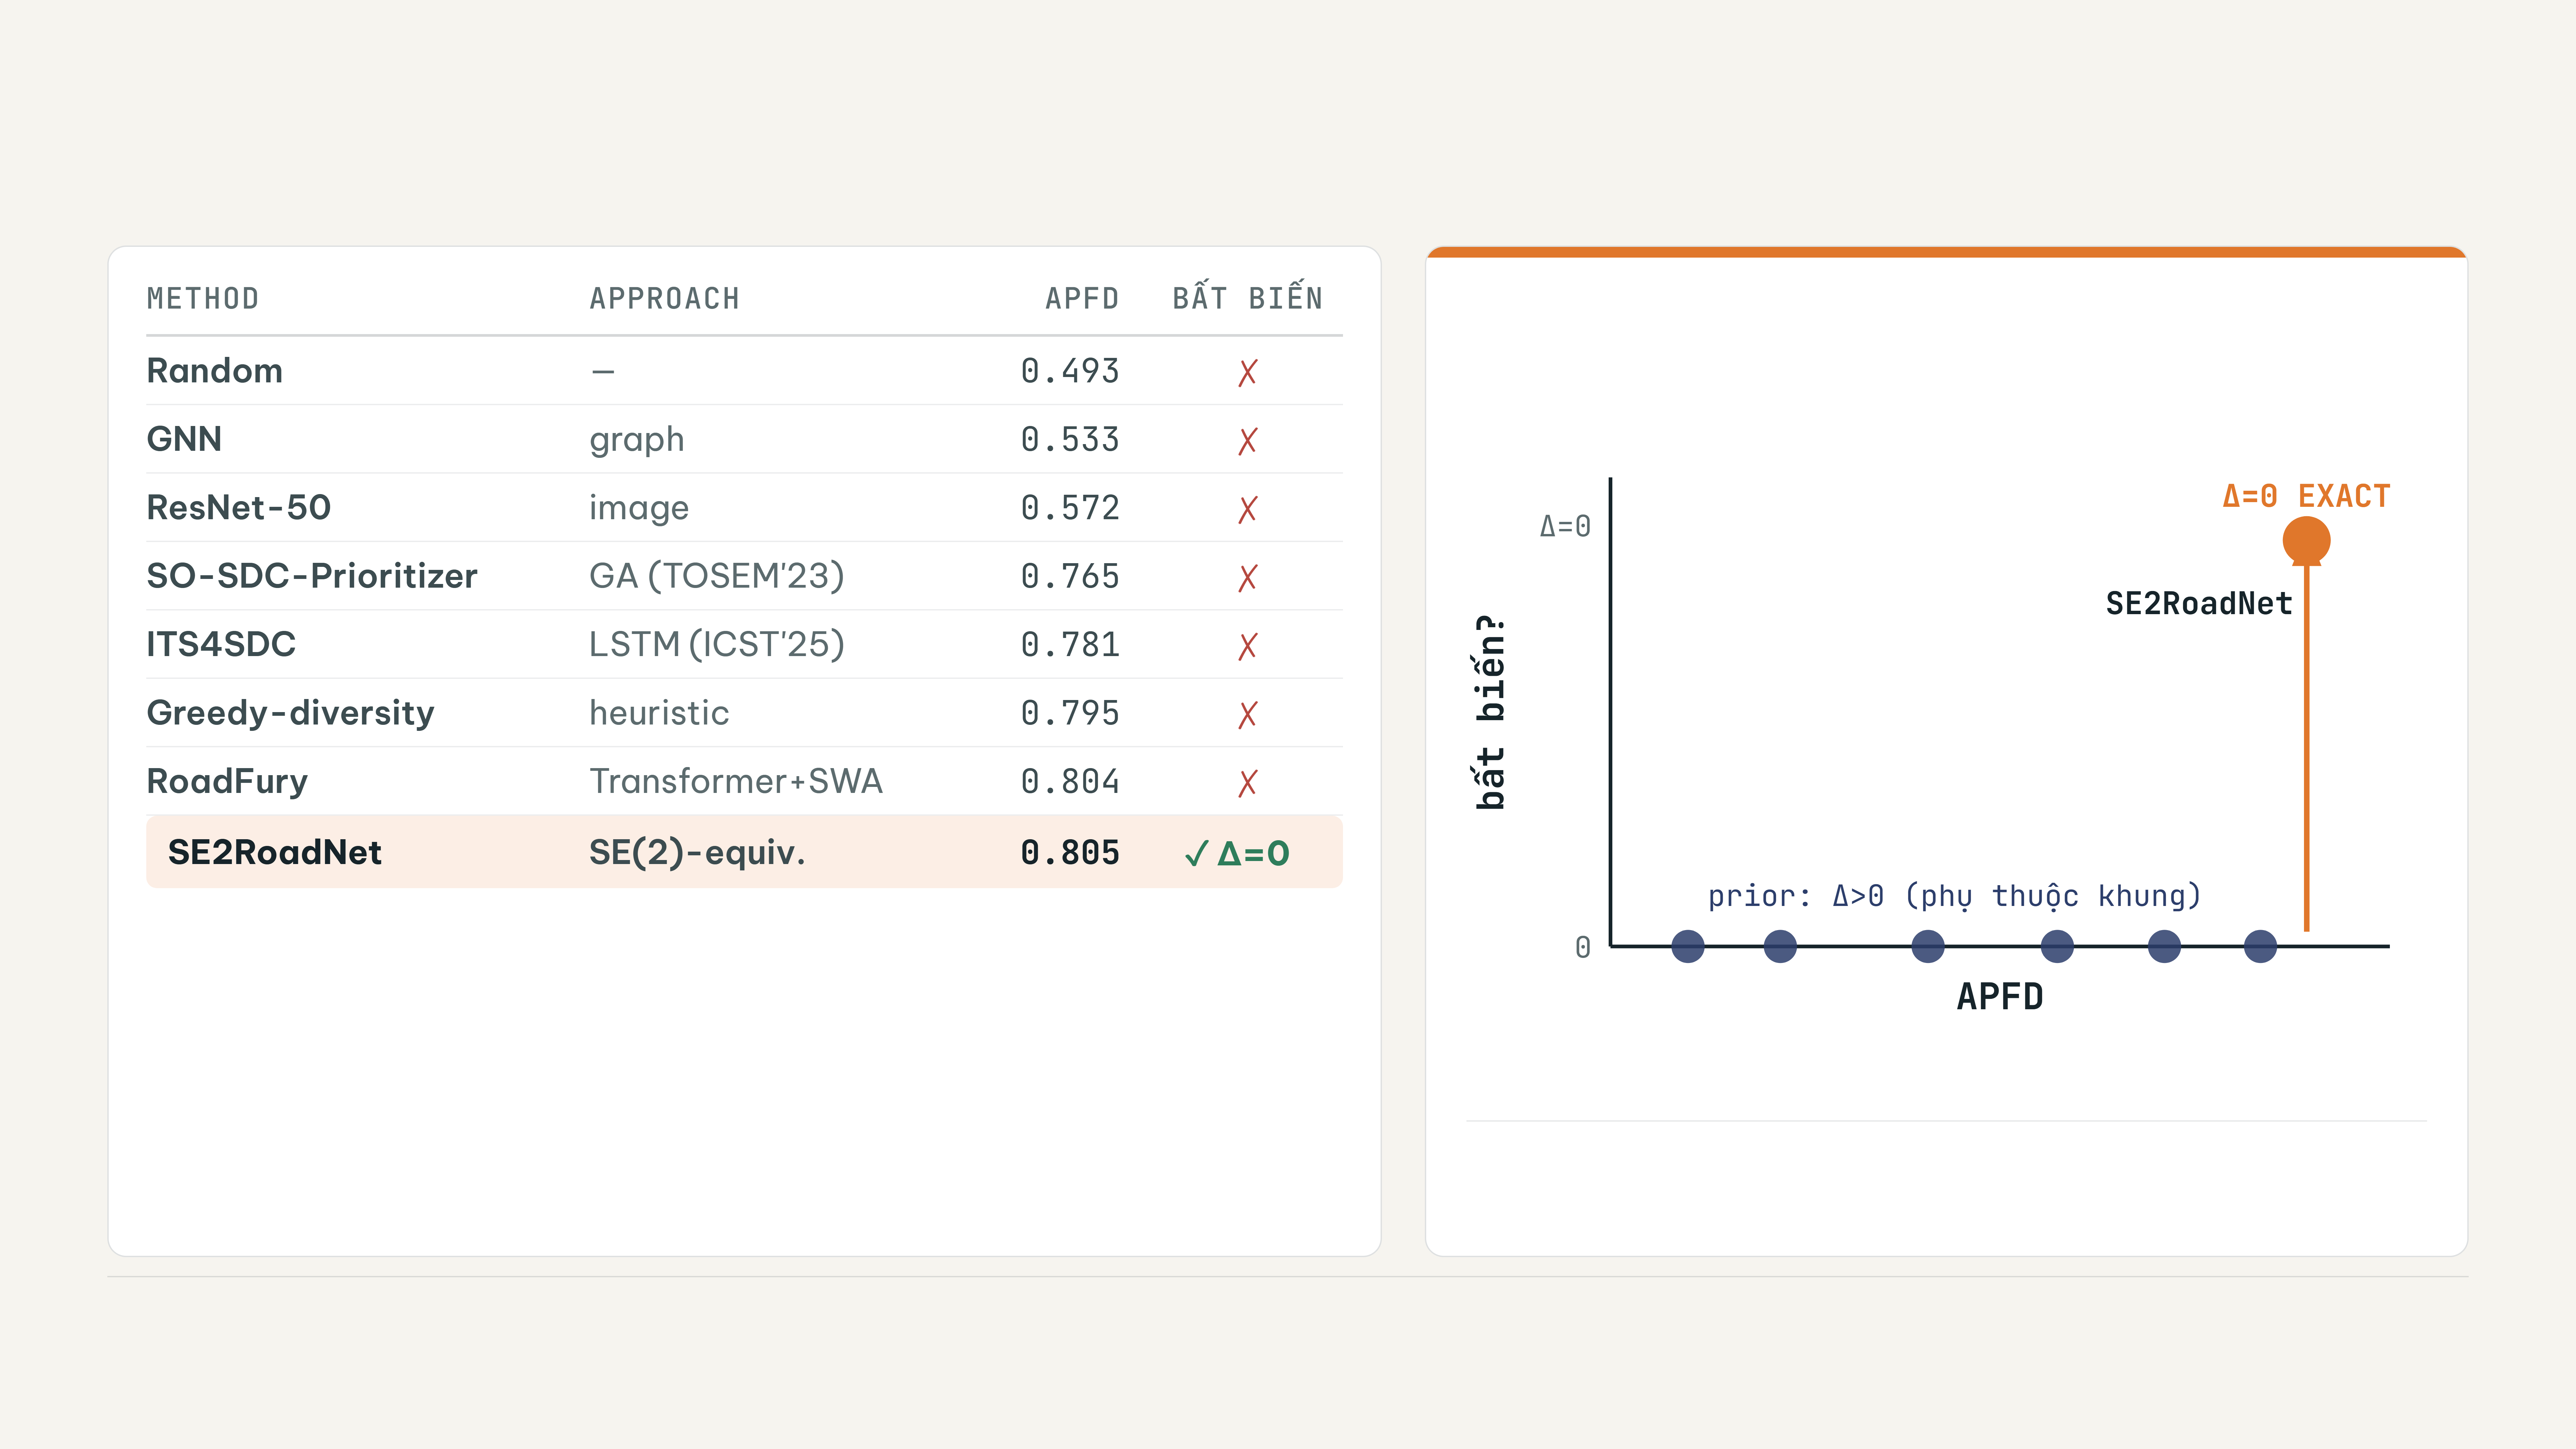 METHOD APPROACH APFD BẤT BIẾN
Random — 0.493 ✗
GNN graph 0.533 ✗
ResNet-50 image 0.572 ✗
SO-SDC-Prioritizer GA (TOSEM'23) 0.765 ✗
ITS4SDC LSTM (ICST'25) 0.781 ✗
Greedy-diversity heuristic 0.795 ✗
RoadFury Transformer+SWA 0.804 ✗
SE2RoadNet SE(2)-equiv. 0.805 ✓ Δ=0
Δ=0 EXACT
Δ=0
SE2RoadNet
bất biến?
prior: Δ>0 (phụ thuộc khung)
0
APFD